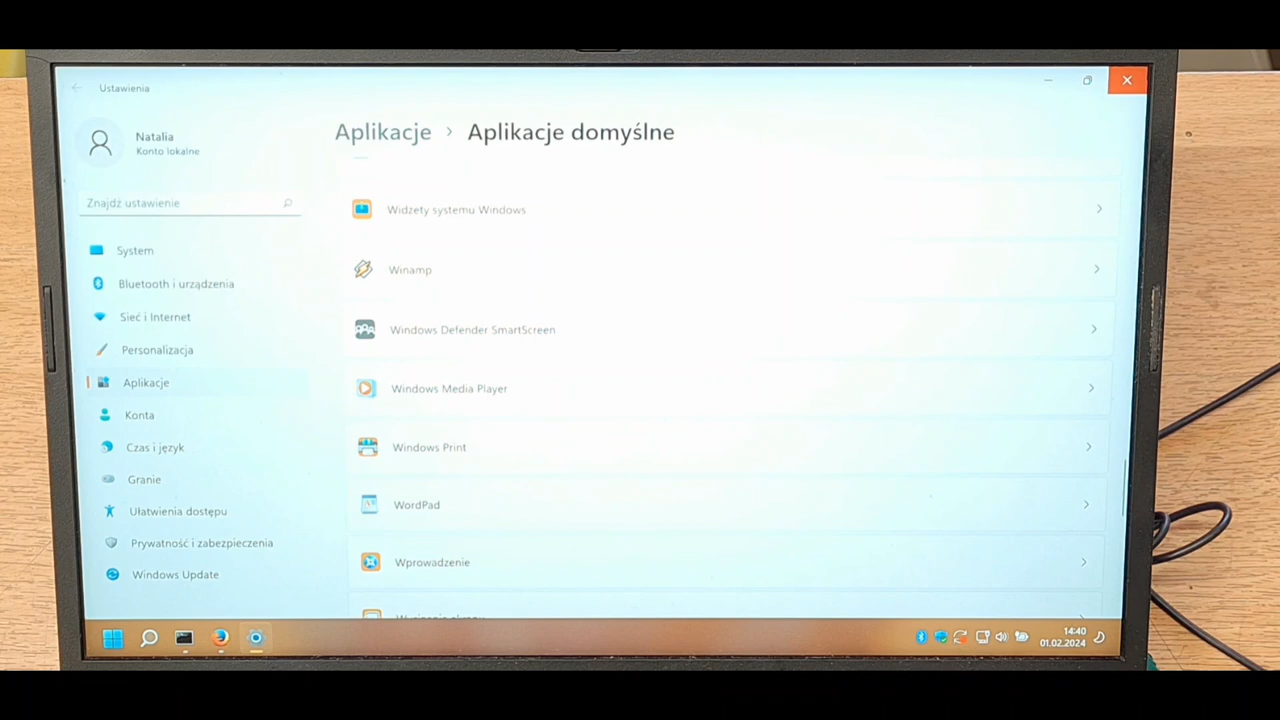 Ustawienia
Natalia
Konto lokalne
Znajdź ustawienie
System
Bluetooth i urządzenia
Sieć i Internet
Personalizacja
Aplikacje
Konta
Czas i język
Granie
Ułatwienia dostępu
Prywatność i zabezpieczenia
Windows Update
Aplikacje › Aplikacje domyślne
Widżety systemu Windows
Winamp
Windows Defender SmartScreen
Windows Media Player
Windows Print
WordPad
Wprowadzenie
14:40
01.02.2024